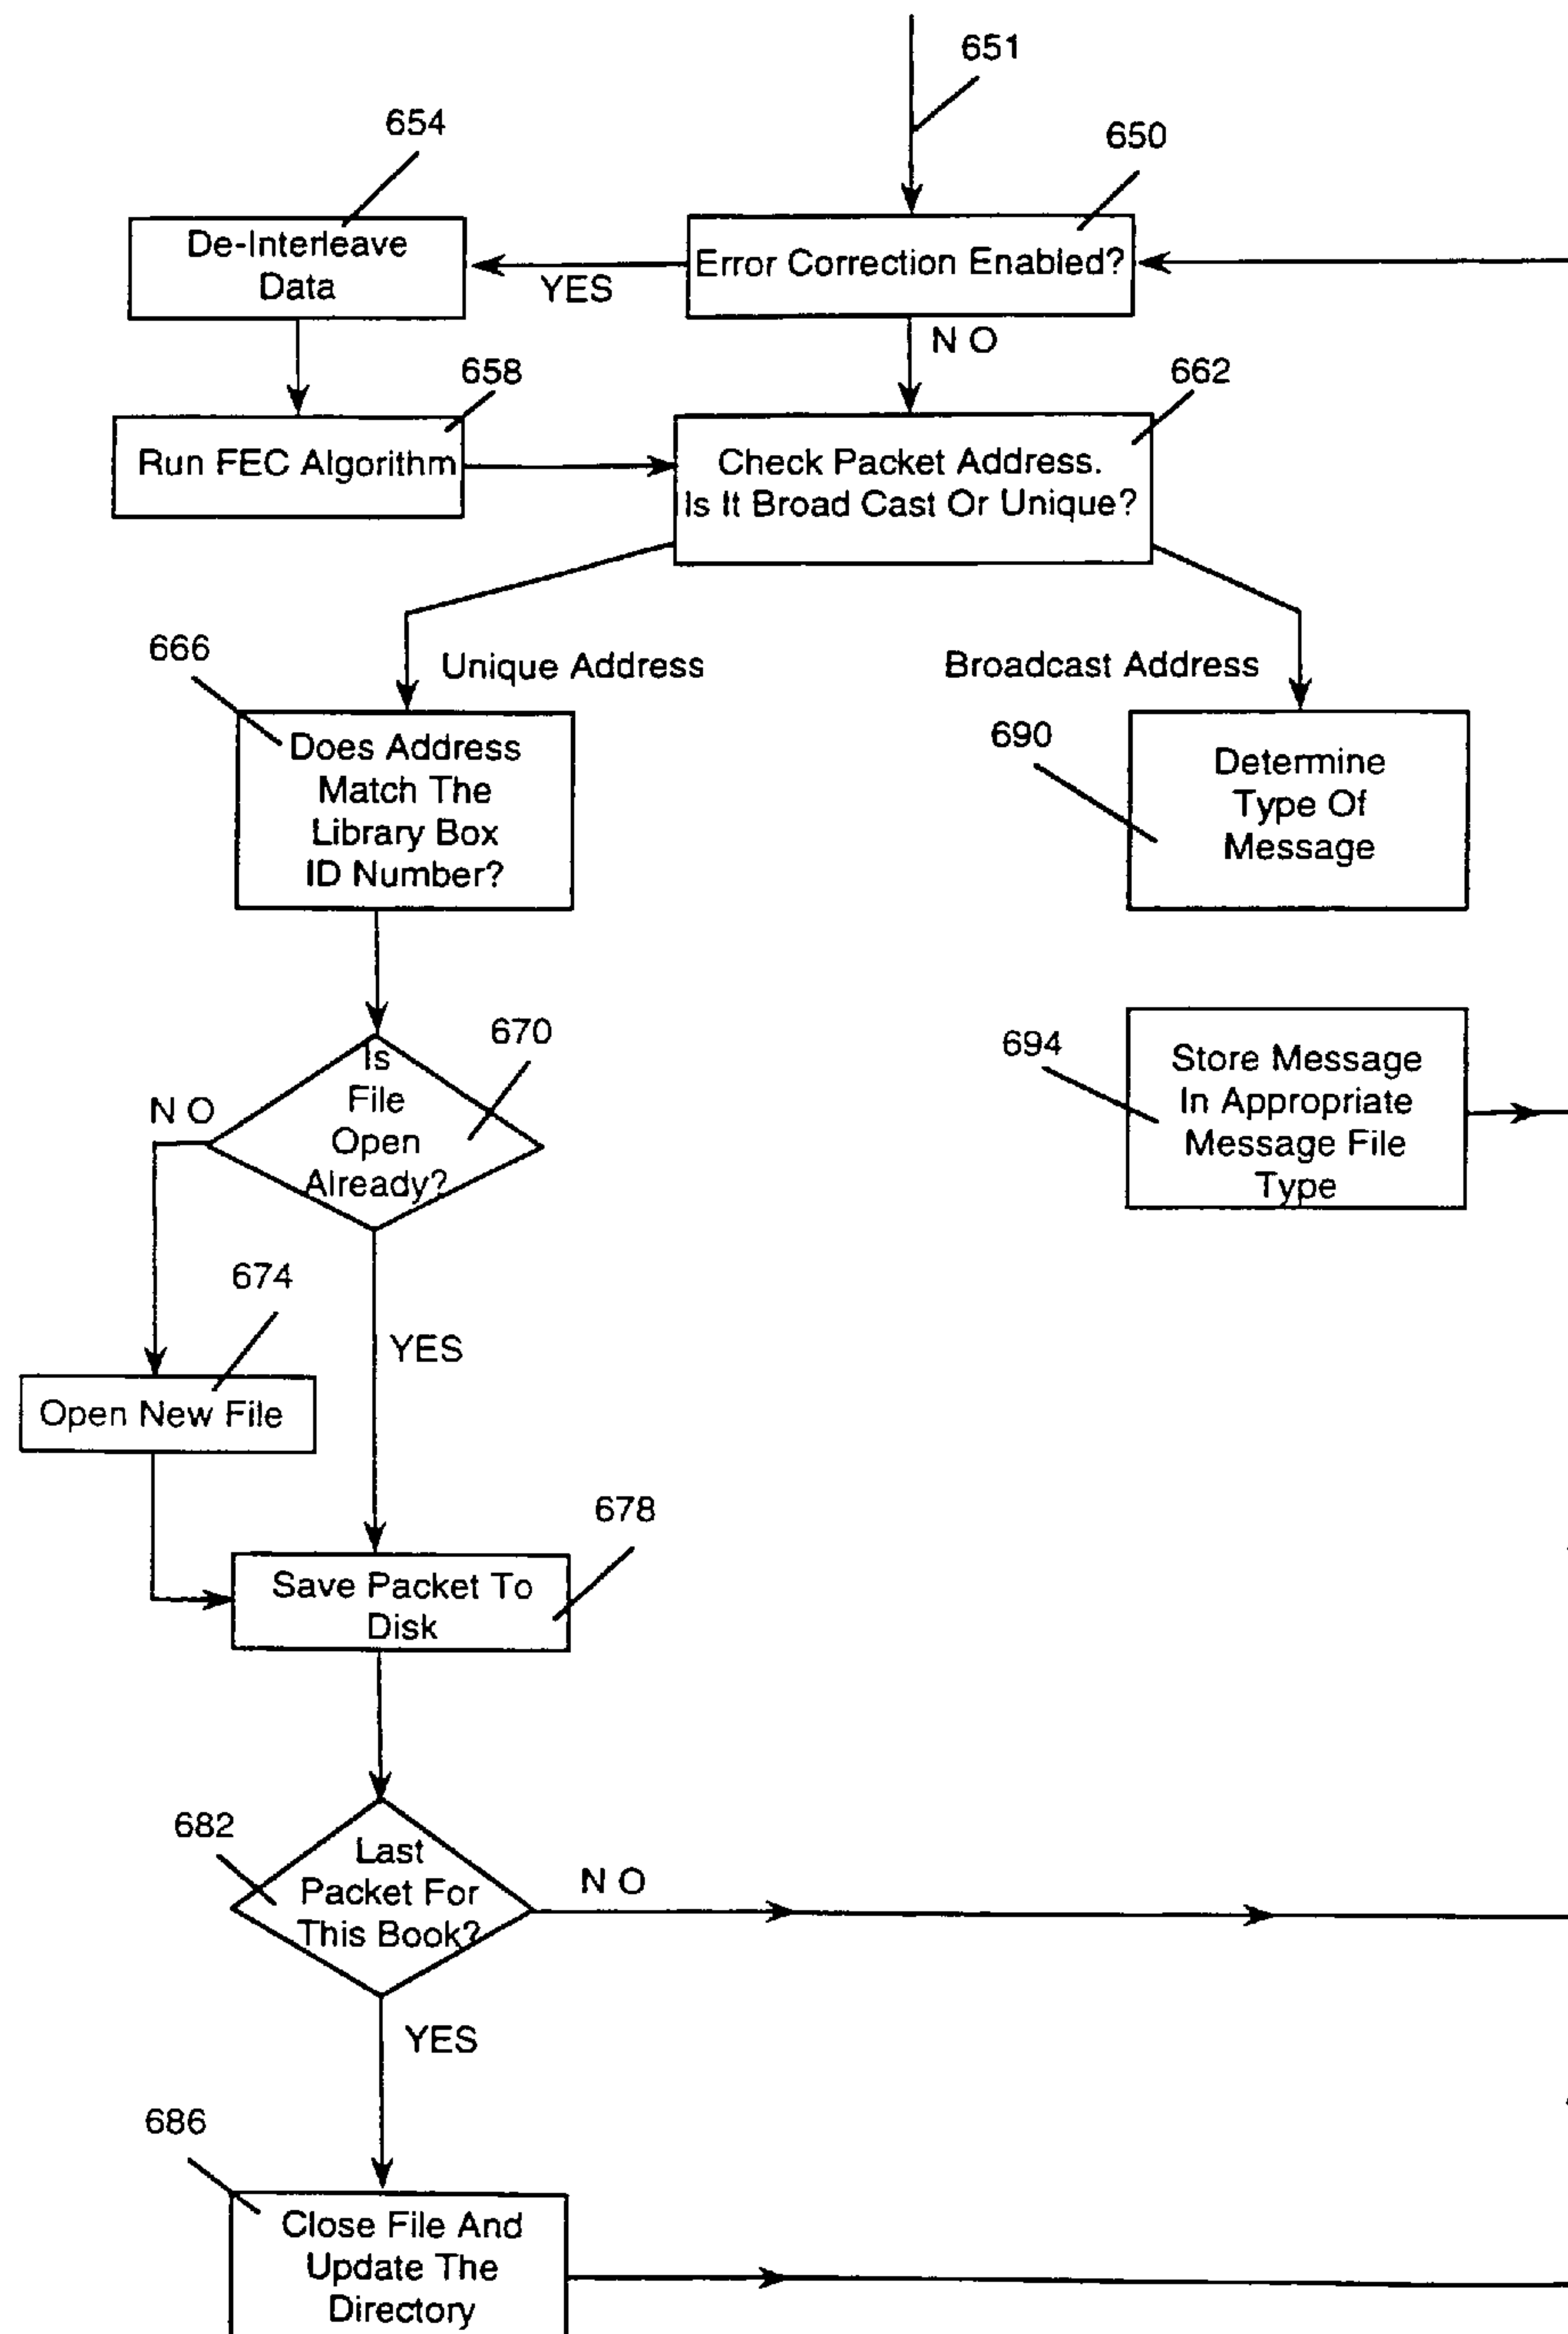 651
654
650
De-Interleave
Data
Error Correction Enabled?
YES
N O
658
662
Run FEC Algorithm
Check Packet Address.
Is It Broad Cast Or Unique?
666
Unique Address
Broadcast Address
Does Address
Match The
Library Box
ID Number?
690
Determine
Type Of
Message
670
Is
File
Open
Already?
N O
694
Store Message
In Appropriate
Message File
Type
674
YES
Open New File
678
Save Packet To
Disk
682
Last
Packet For
This Book?
N O
YES
686
Close File And
Update The
Directory